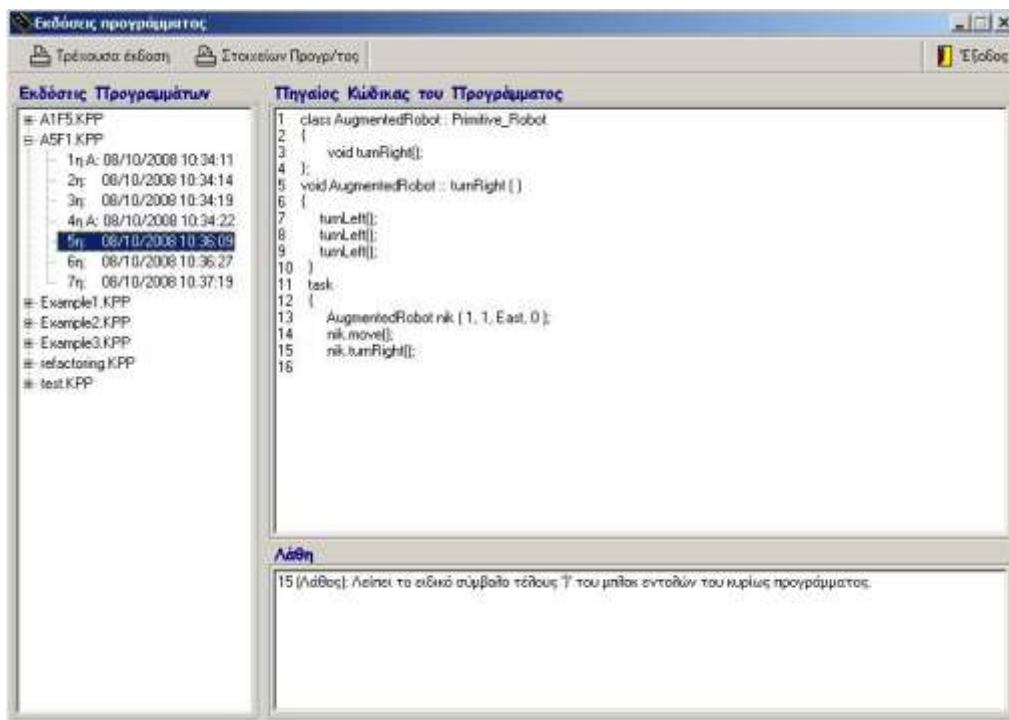 Εκδόσεις προγράμματος
Τρέχουσα έκδοση Στοιχείων Προγρ/τος Έξοδος
Εκδόσεις Προγραμμάτων
A1F5.KPP
A5F1.KPP
1η Α: 08/10/2008 10:34:11
2η: 08/10/2008 10:34:14
3η: 08/10/2008 10:34:19
4η Α: 08/10/2008 10:34:22
5η: 08/10/2008 10:36:09
6η: 08/10/2008 10:36:27
7η: 08/10/2008 10:37:19
Example1.KPP
Example2.KPP
Example3.KPP
refactoring.KPP
test.KPP
Πηγαίος Κώδικας του Προγράμματος
1 class AugmentedRobot : Primitive_Robot
2 {
3 void turnRight();
4 };
5 void AugmentedRobot :: turnRight ( )
6 {
7 turnLeft();
8 turnLeft();
9 turnLeft();
10 }
11 task
12 {
13 AugmentedRobot nik ( 1, 1, East, 0 );
14 nik.move();
15 nik.turnRight();
16
Λάθη
15 (Λάθος): Λείπει το ειδικό σύμβολο τέλους '}' του μπλοκ εντολών του κυρίως προγράμματος.